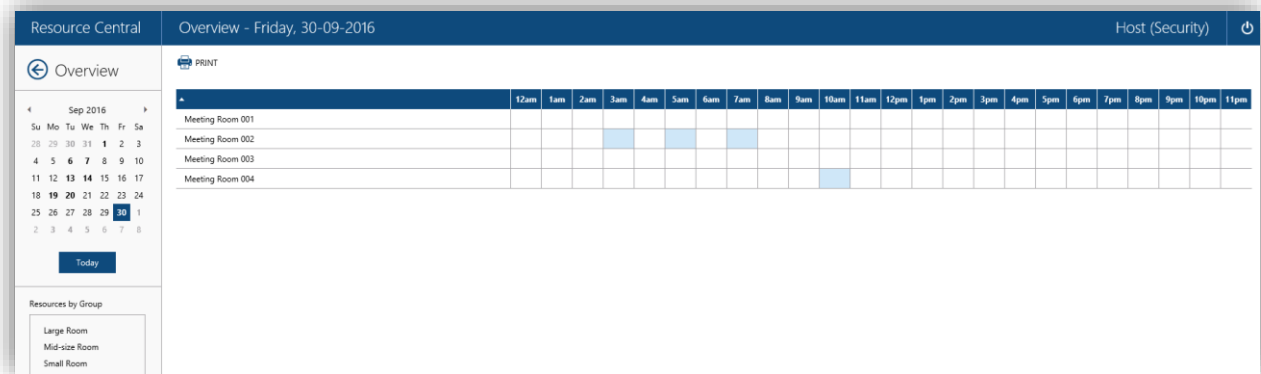 Resource Central Overview - Friday, 30-09-2016 Host (Security)
Overview
PRINT
Sep 2016
Su Mo Tu We Th Fr Sa
28 29 30 31 1 2 3
4 5 6 7 8 9 10
11 12 13 14 15 16 17
18 19 20 21 22 23 24
25 26 27 28 29 30 1
2 3 4 5 6 7 8
Today
Resources by Group
Large Room
Mid-size Room
Small Room
12am 1am 2am 3am 4am 5am 6am 7am 8am 9am 10am 11am 12pm 1pm 2pm 3pm 4pm 5pm 6pm 7pm 8pm 9pm 10pm 11pm
Meeting Room 001
Meeting Room 002
Meeting Room 003
Meeting Room 004